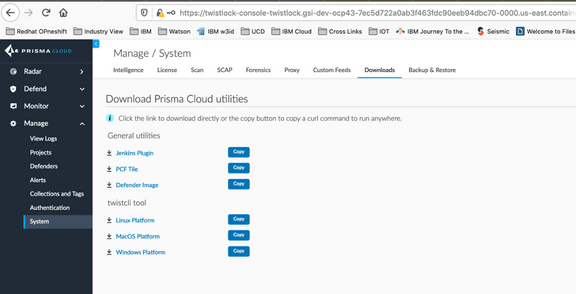 https://twistlock-console-twistlock.gsi-dev-ocp43-7ec5d722a0ab3f463fdc90eeb94dbc70-0000.us-east.contain
Redhat OPneshift Industry View IBM Watson IBM w3id UCD IBM Cloud Cross Links IOT IBM Journey To the ... Seismic Welcome to Files
PRISMA CLOUD
Manage / System
Radar
Intelligence License Scan SCAP Forensics Proxy Custom Feeds Downloads Backup & Restore
Defend
Monitor
Manage
View Logs
Projects
Defenders
Alerts
Collections and Tags
Authentication
System
Download Prisma Cloud utilities
Click the link to download directly or the copy button to copy a curl command to run anywhere.
General utilities
Jenkins Plugin Copy
PCF Tile Copy
Defender Image Copy
twistcli tool
Linux Platform Copy
MacOS Platform Copy
Windows Platform Copy